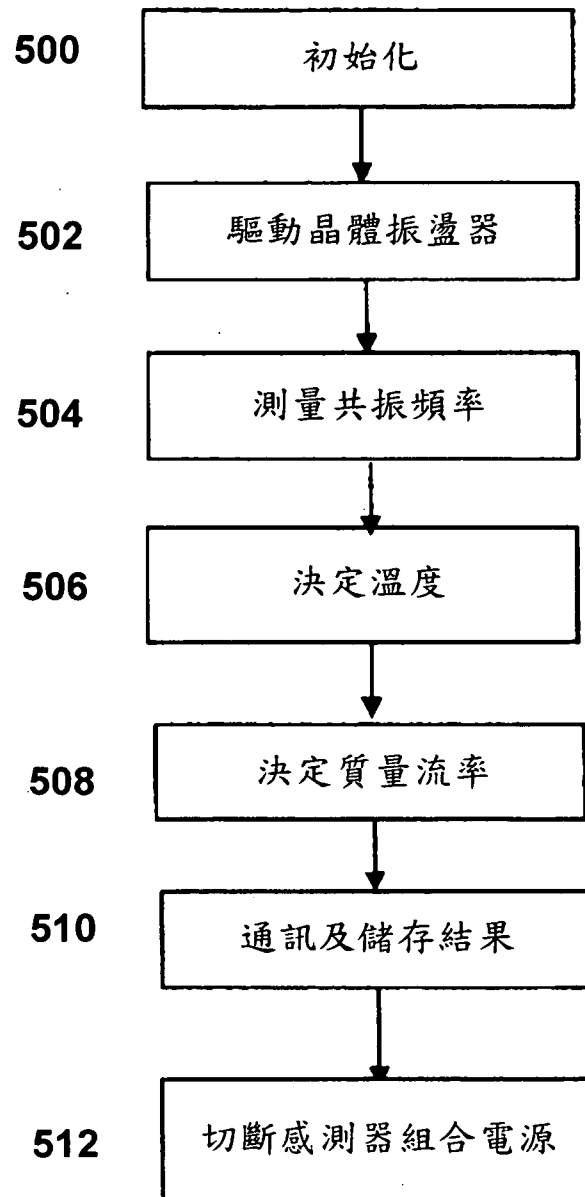 500 初始化
502 驅動晶體振盪器
504 測量共振頻率
506 決定溫度
508 決定質量流率
510 通訊及儲存結果
512 切斷感測器組合電源